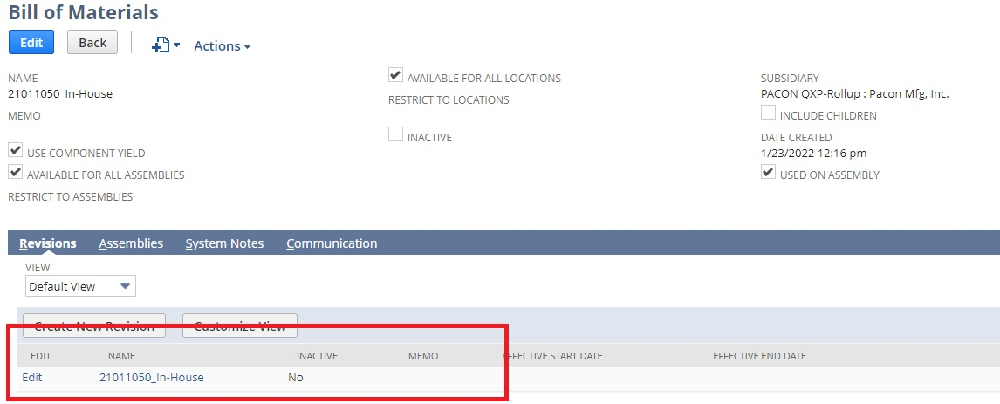 Bill of Materials
Edit Back Actions
NAME
21011050_In-House
MEMO
USE COMPONENT YIELD
AVAILABLE FOR ALL ASSEMBLIES
RESTRICT TO ASSEMBLIES
AVAILABLE FOR ALL LOCATIONS
RESTRICT TO LOCATIONS
INACTIVE
SUBSIDIARY
PACON QXP-Rollup : Pacon Mfg, Inc.
INCLUDE CHILDREN
DATE CREATED
1/23/2022 12:16 pm
USED ON ASSEMBLY
Revisions Assemblies System Notes Communication
VIEW
Default View
Create New Revision Customize View
EDIT NAME INACTIVE MEMO EFFECTIVE START DATE EFFECTIVE END DATE
Edit 21011050_In-House No